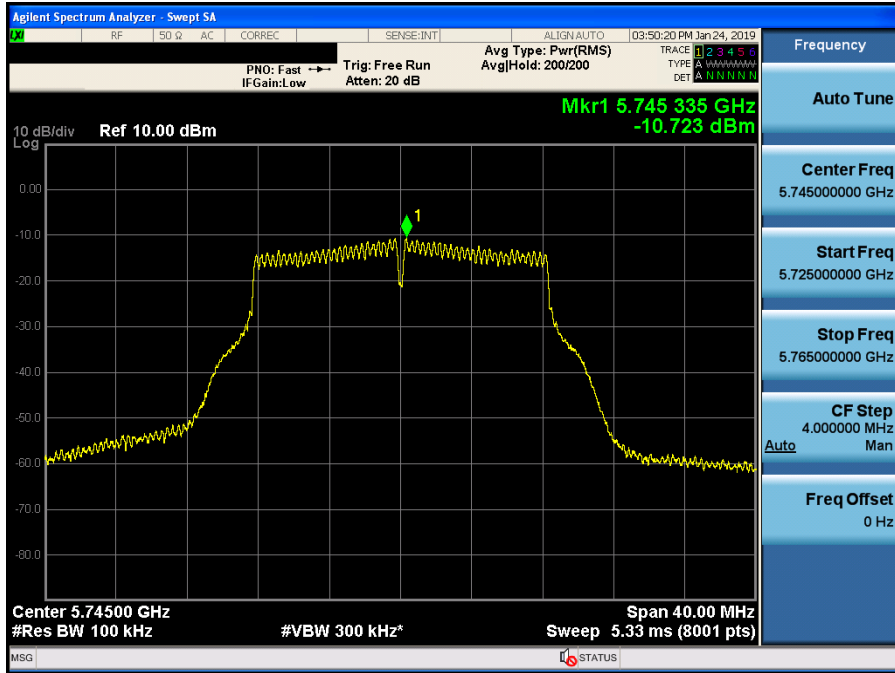 Agilent Spectrum Analyzer - Swept SA
LXI RF 50 Ω AC CORREC SENSE:INT ALIGN AUTO 03:50:20 PM Jan 24, 2019
PNO: Fast Trig: Free Run Avg Type: Pwr(RMS) TRACE 1 2 3 4 5 6
IFGain:Low Atten: 20 dB Avg|Hold: 200/200 TYPE A WWWWW
DET A N N N N N
Mkr1 5.745 335 GHz
-10.723 dBm
10 dB/div Ref 10.00 dBm
Log
1
0.00
-10.0
-20.0
-30.0
-40.0
-50.0
-60.0
-70.0
-80.0
Center 5.74500 GHz Span 40.00 MHz
#Res BW 100 kHz #VBW 300 kHz* Sweep 5.33 ms (8001 pts)
MSG STATUS
Frequency
Auto Tune
Center Freq
5.745000000 GHz
Start Freq
5.725000000 GHz
Stop Freq
5.765000000 GHz
CF Step
4.000000 MHz
Auto Man
Freq Offset
0 Hz